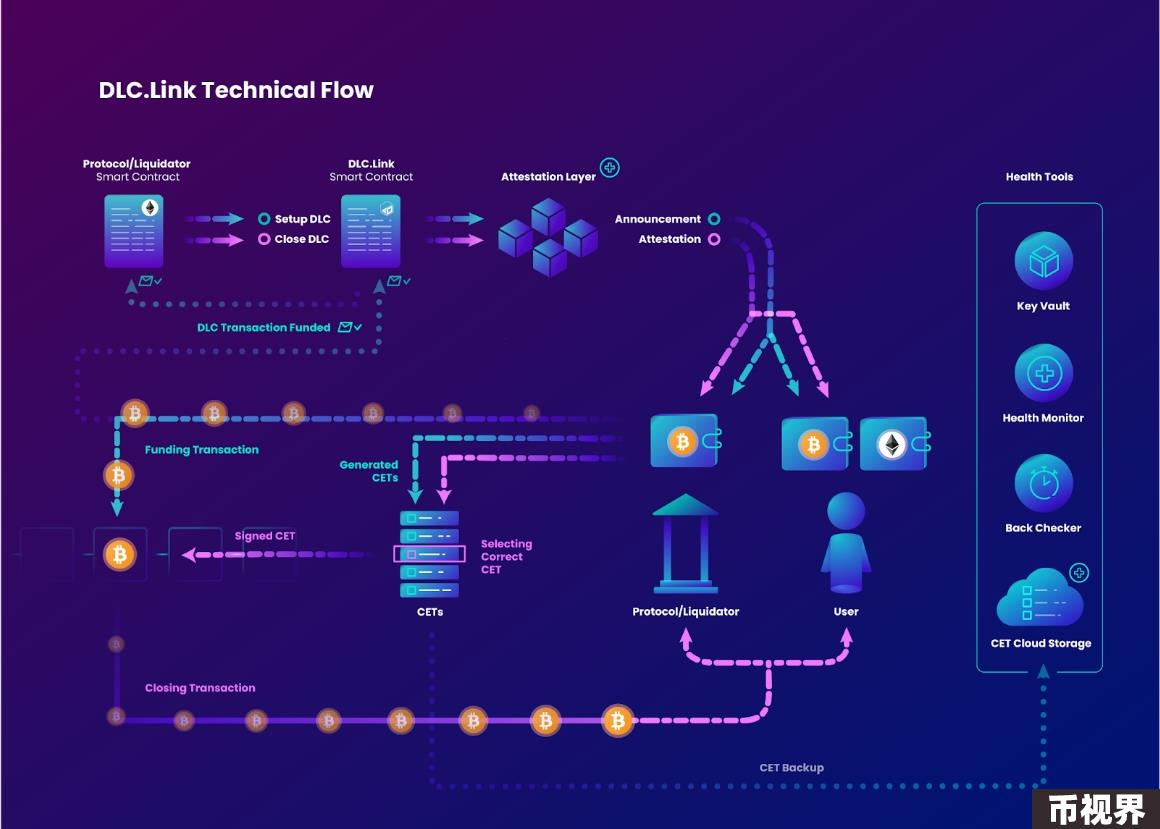 DLC.Link Technical Flow
Protocol/Liquidator
Smart Contract
DLC.Link
Smart Contract
Attestation Layer
Health Tools
Setup DLC
Close DLC
Announcement
Attestation
Key Vault
DLC Transaction Funded
Health Monitor
Funding Transaction
Generated
CETs
Back Checker
Signed CET
Selecting
Correct
CET
CETs
Protocol/Liquidator
User
CET Cloud Storage
Closing Transaction
CET Backup
币视界